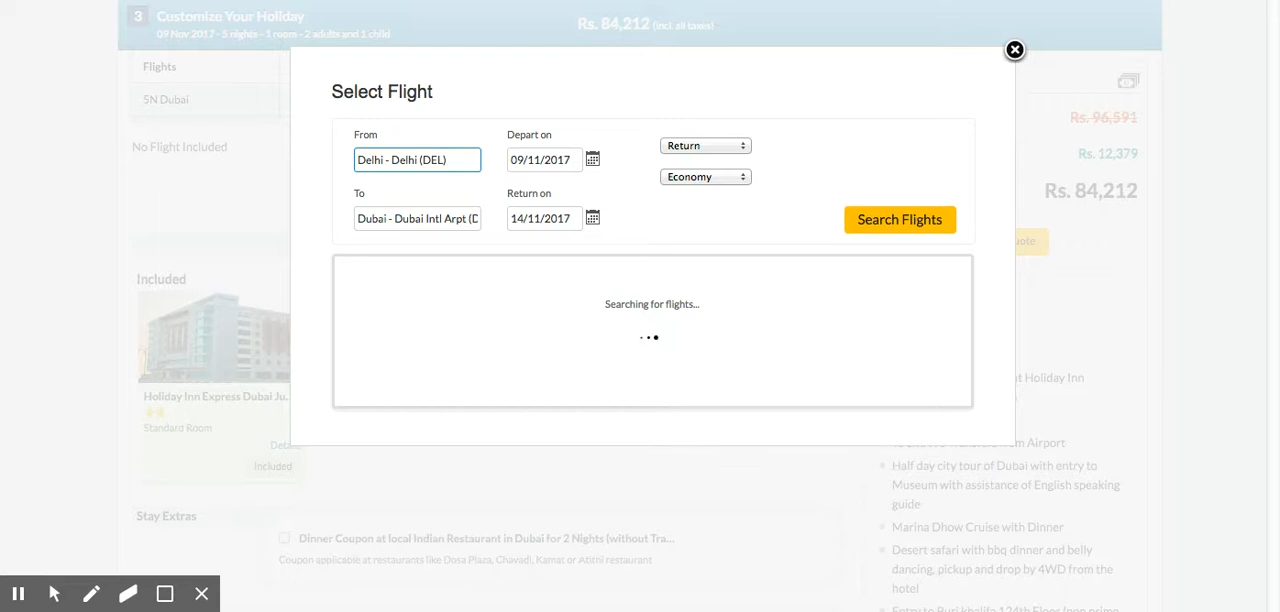 3 Customize Your Holiday
Rs. 84,212 (incl. all taxes)
09 Nov 2017 - 5 nights - 1 room - 2 adults and 1 child
Flights
5N Dubai
No Flight Included
Select Flight
From
Depart on
Delhi - Delhi (DEL)
09/11/2017
Return
Economy
To
Return on
Dubai - Dubai Intl Arpt (D
14/11/2017
Search Flights
Searching for flights...
Rs. 96,591
Rs. 12,379
Rs. 84,212
Included
Holiday Inn Express Dubai Ju...
Standard Room
Included
Holiday Inn
Airport
Half day city tour of Dubai with entry to
Museum with assistance of English speaking
guide
Marina Dhow Cruise with Dinner
Desert safari with bbq dinner and belly
dancing, pickup and drop by 4WD from the
hotel
Stay Extras
Dinner Coupon at local Indian Restaurant in Dubai for 2 Nights (without Tra...
Coupon applicable at restaurants like Dosa Plaza, Chavadi, Kamat or Atithi restaurant